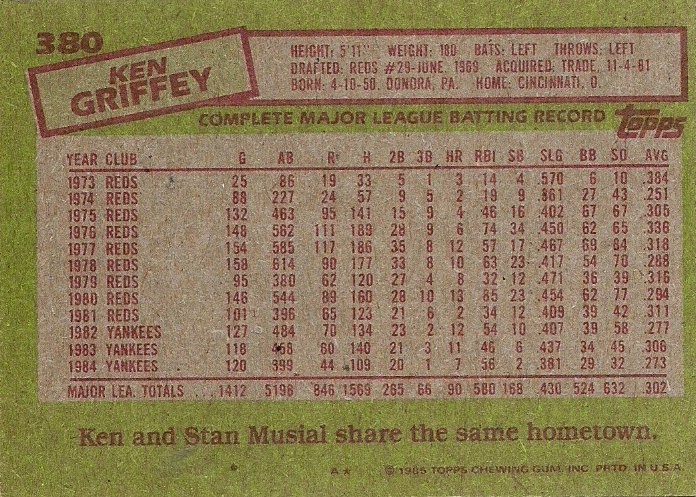 380
KEN
GRIFFEY
HEIGHT: 5'11" WEIGHT: 180 BATS: LEFT THROWS: LEFT
DRAFTED: REDS #29-JUNE, 1969 ACQUIRED: TRADE, 11-4-81
BORN: 4-10-50, DONORA, PA. HOME: CINCINNATI, O.
COMPLETE MAJOR LEAGUE BATTING RECORD
Topps
YEAR CLUB G AB R H 2B 3B HR RBI SB SLG BB SO AVG
1973 REDS 25 86 19 33 5 1 3 14 4 .570 6 10 .384
1974 REDS 88 227 24 57 9 5 2 19 9 .361 27 43 .251
1975 REDS 132 463 95 141 15 9 4 46 16 .402 67 67 .305
1976 REDS 148 562 111 189 28 9 6 74 34 .450 62 65 .336
1977 REDS 154 585 117 186 35 8 12 57 17 .467 69 84 .318
1978 REDS 158 614 90 177 33 8 10 63 23 .417 54 70 .288
1979 REDS 95 380 62 120 27 4 8 32 12 .471 36 39 .316
1980 REDS 146 544 89 160 28 10 13 85 23 .454 62 77 .294
1981 REDS 101 396 65 123 21 6 2 34 12 .409 39 42 .311
1982 YANKEES 127 484 70 134 23 2 12 54 10 .407 39 58 .277
1983 YANKEES 118 458 60 140 21 3 11 46 6 .437 34 45 .306
1984 YANKEES 120 399 44 109 20 1 7 56 2 .381 29 32 .273
MAJOR LEA. TOTALS . . . . 1412 5198 846 1569 265 66 90 580 168 .430 524 632 .302
Ken and Stan Musial share the same hometown.
A★ © 1985 TOPPS CHEWING GUM, INC. PRTD. IN U.S.A.